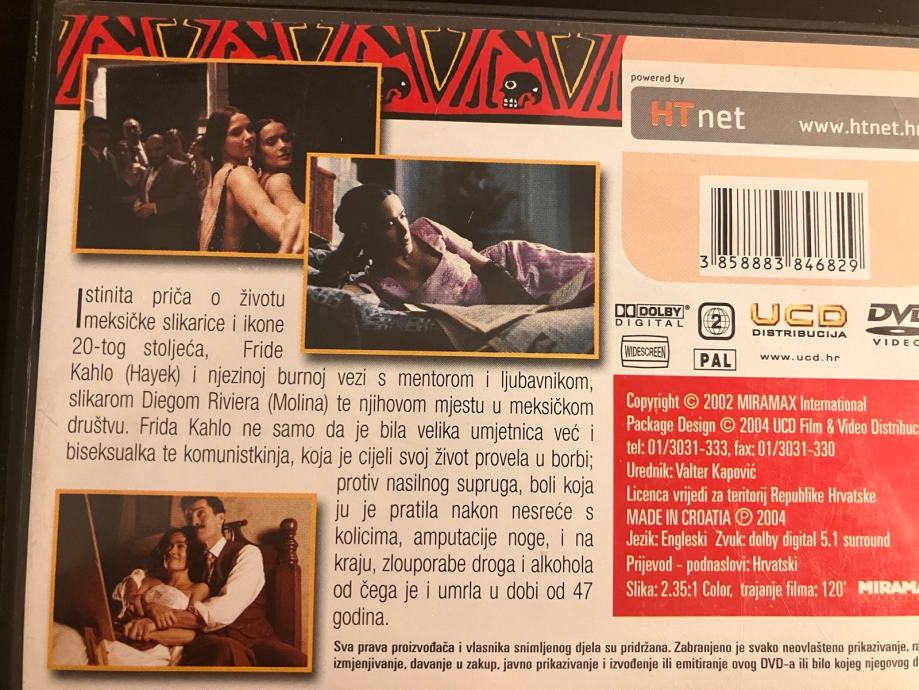 Istinita priča o životu
meksičke slikarice i ikone
20-tog stoljeća, Fride
Kahlo (Hayek) i njezinoj burnoj vezi s mentorom i ljubavnikom,
slikarom Diegom Riviera (Molina) te njihovom mjestu u meksičkom
društvu. Frida Kahlo ne samo da je bila velika umjetnica već i
biseksualka te komunistkinja, koja je cijeli svoj život provela u borbi;
protiv nasilnog supruga, boli koja
ju je pratila nakon nesreće s
kolicima, amputacije noge, i na
kraju, zlouporabe droga i alkohola
od čega je i umrla u dobi od 47
godina.
powered by
HTnet www.htnet.hr
3 858883 846829
DOLBY DIGITAL
2
UCD DISTRIBUCIJA
DVD VIDEO
WIDESCREEN
PAL
www.ucd.hr
Copyright © 2002 MIRAMAX International
Package Design © 2004 UCD Film & Video
tel: 01/3031-333, fax: 01/3031-330
Urednik: Valter Kapović
Licenca vrijedi za teritorij Republike Hrvatske
MADE IN CROATIA ℗ 2004
Jezik: Engleski Zvuk: dolby digital 5.1 surround
Prijevod - podnaslovi: Hrvatski
Slika: 2.35:1 Color, trajanje filma: 120'
Sva prava proizvođača i vlasnika snimljenog djela su pridržana. Zabranjeno je svako neovlašteno prikazivanje,
izmjenjivanje, davanje u zakup, javno prikazivanje i izvođenje ili emitiranje ovog DVD-a ili bilo kojeg njegovog